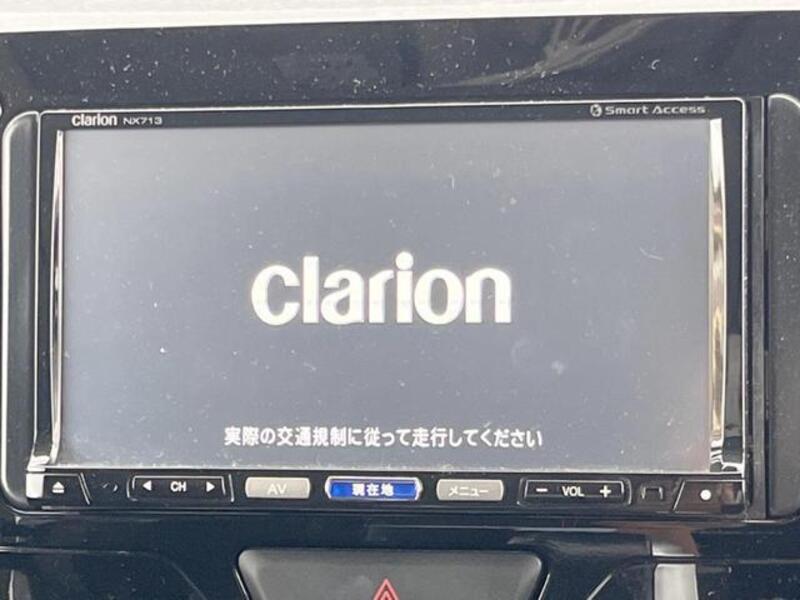 clarion NX713
Smart Access
clarion
実際の交通規制に従って走行してください
CH
AV
現在地
メニュー
− VOL +